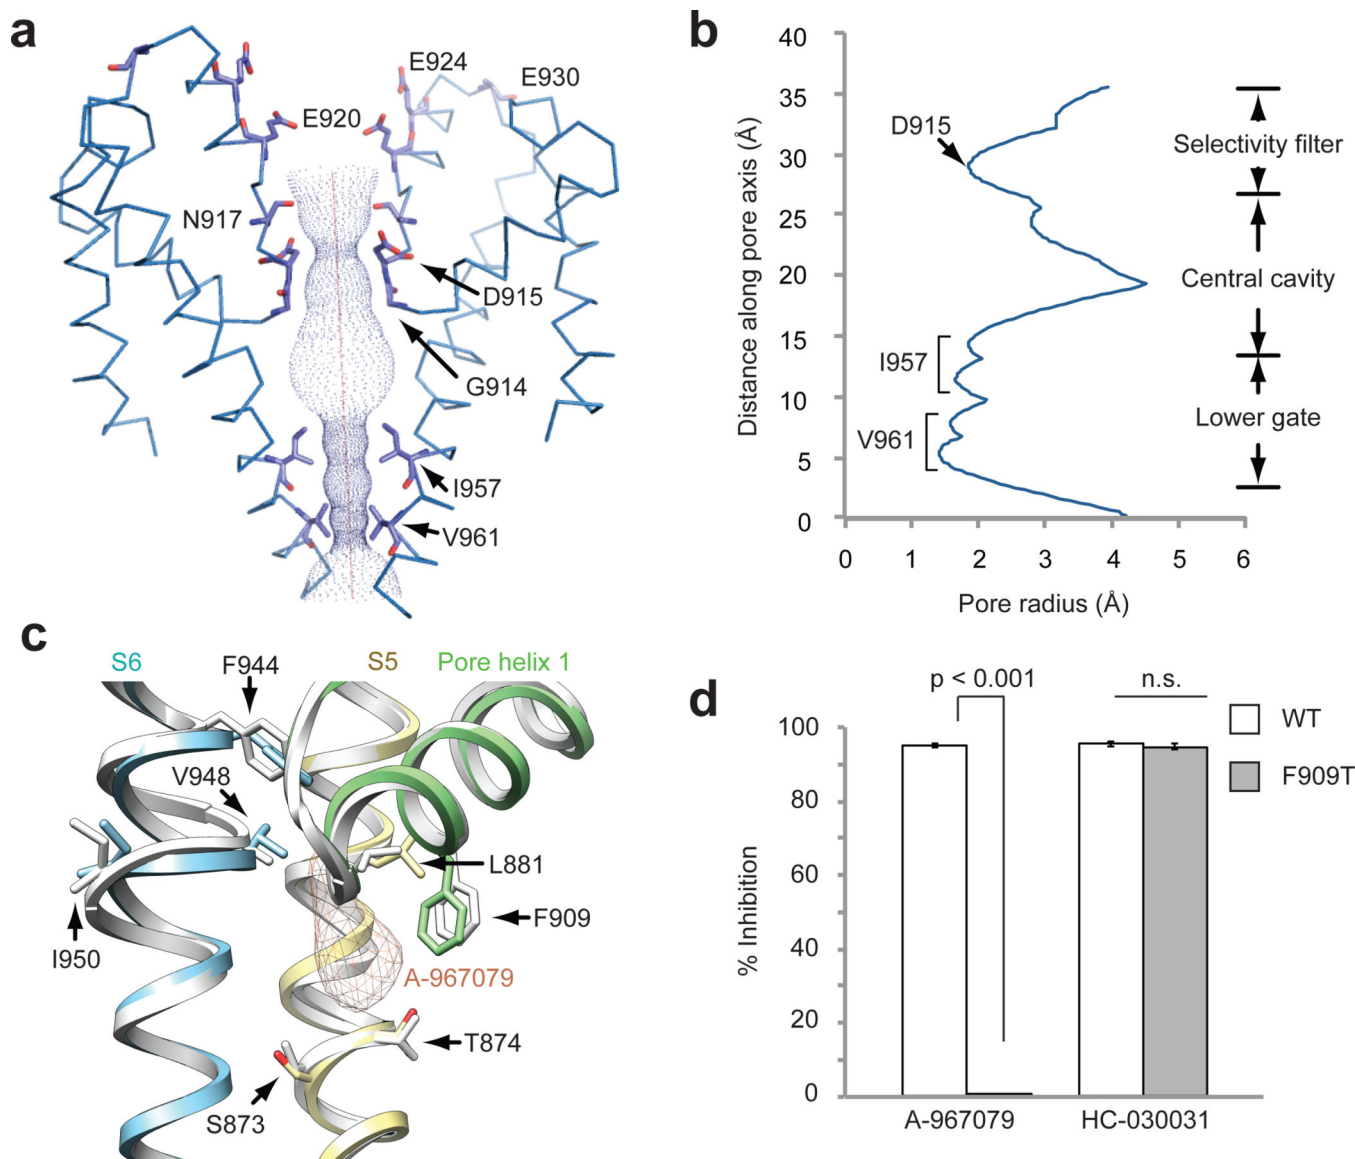 a
E924
E930
E920
N917
D915
G914
I957
V961
b
40
35
30
25
20
15
10
5
0
Distance along pore axis (Å)
D915
I957
V961
Selectivity filter
Central cavity
Lower gate
0 1 2 3 4 5 6
Pore radius (Å)
c
S6
F944
S5
Pore helix 1
V948
L881
F909
I950
A-967079
T874
S873
d
p < 0.001
n.s.
WT
F909T
100
80
60
40
20
0
% Inhibition
A-967079
HC-030031